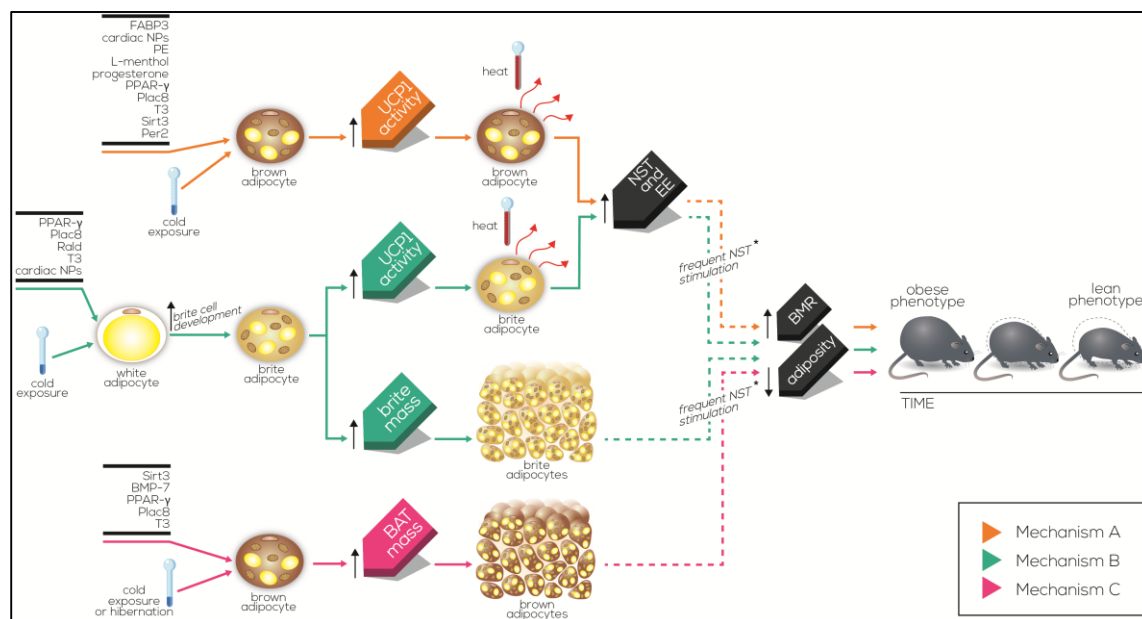 FABP3
cardiac NPs
PE
L-menthol
progesterone
PPAR-γ
Plac8
T3
Sirt3
Per2
cold
exposure
brown
adipocyte
UCP1
activity
heat
brown
adipocyte
NST
and
EE
PPAR-γ
Plac8
Rald
T3
cardiac NPs
cold
exposure
white
adipocyte
brite cell
development
brite
adipocyte
UCP1
activity
heat
brite
adipocyte
brite
mass
brite
adipocytes
Sirt3
BMP-7
PPAR-γ
Plac8
T3
cold
exposure
or hibernation
brown
adipocyte
BAT
mass
brown
adipocytes
frequent NST*
stimulation
frequent NST*
stimulation
BMR
adiposity
obese
phenotype
lean
phenotype
TIME
Mechanism A
Mechanism B
Mechanism C